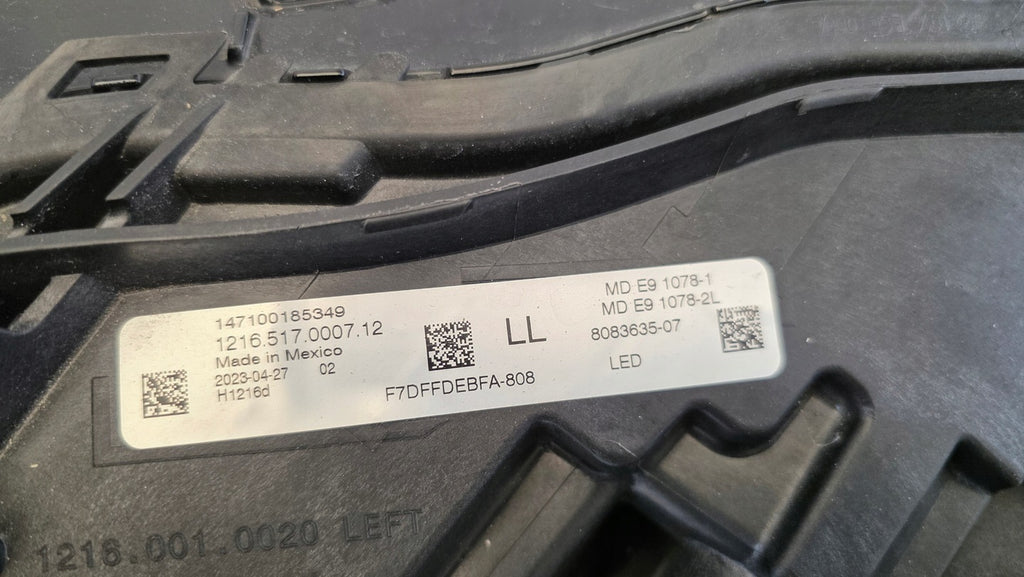 147100185349
1216.517.0007.12
Made in Mexico
2023-04-27 02
H1216d
F7DFFDEBFA-808
LL
MD E9 1078-1
MD E9 1078-2L
8083635-07
LED
1216.001.0020 LEFT